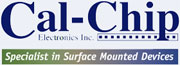 Cal-Chip
Electronics Inc.
Specialist in Surface Mounted Devices